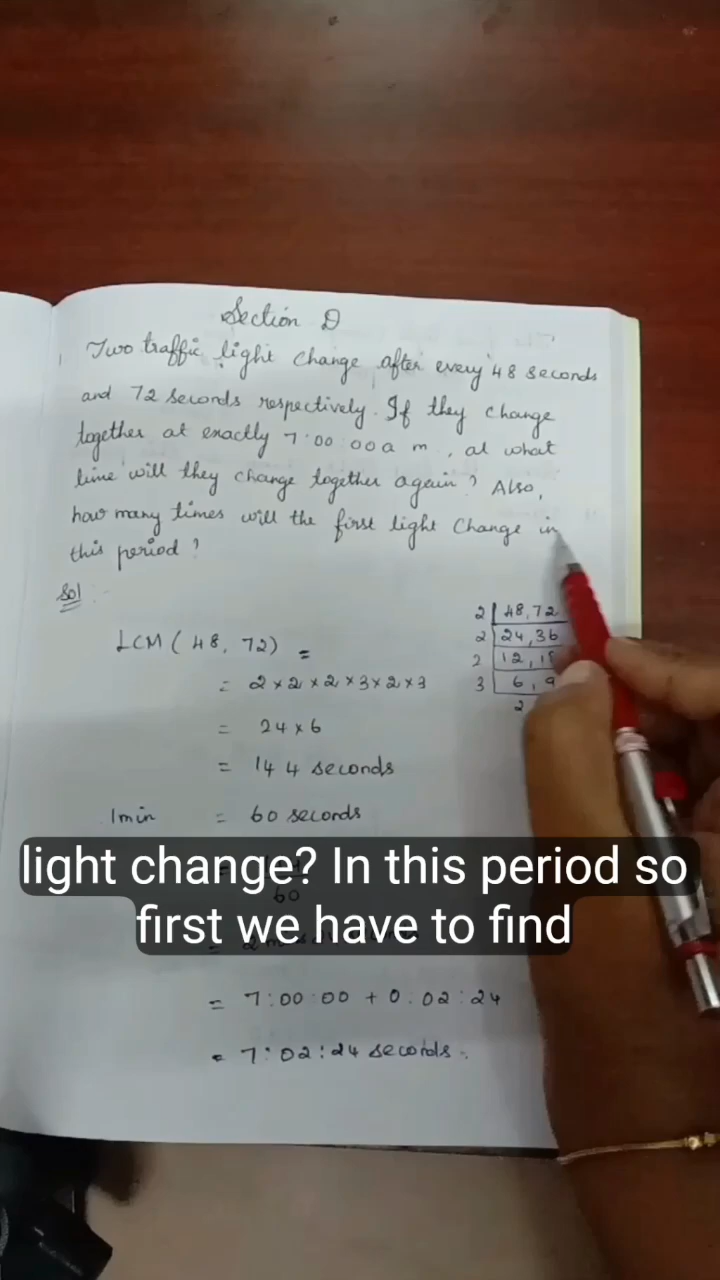 Section D
1 Two traffic light change after every 48 seconds
and 72 seconds respectively. If they change
together at exactly 7:00:00 a m, at what
time will they change together again? Also,
how many times will the first light change in
this period?
Sol
LCM (48, 72) =
= 2 × 2 × 2 × 3 × 2 × 3
= 24 × 6
= 144 seconds
2 | 48, 72
2 | 24, 36
2 | 12, 18
3 | 6, 9
2
1min = 60 seconds
60
light change? In this period so
first we have to find
= 7:00:00 + 0:02:24
= 7:02:24 seconds.